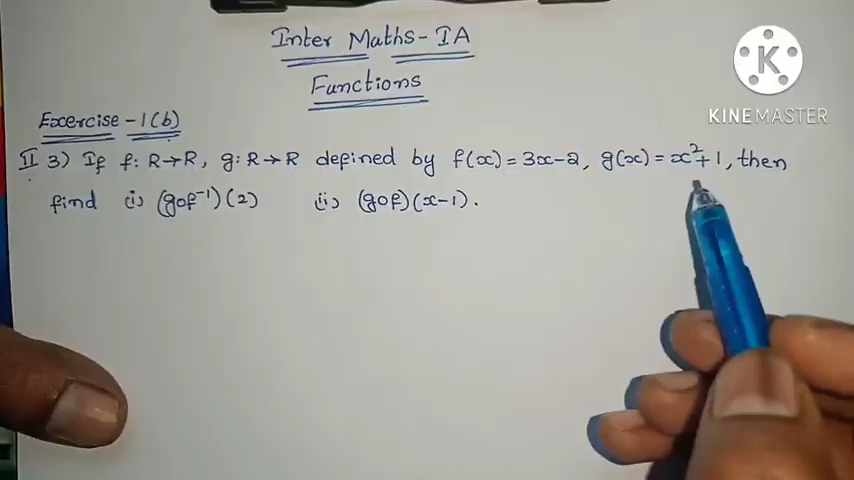 Inter Maths-IA
Functions
KINEMASTER
Exercise-1(b)
II 3) If f: R→R, g: R→R defined by f(x)=3x-2, g(x)=x²+1, then
find (i) (gof⁻¹)(2) (ii) (gof)(x-1).